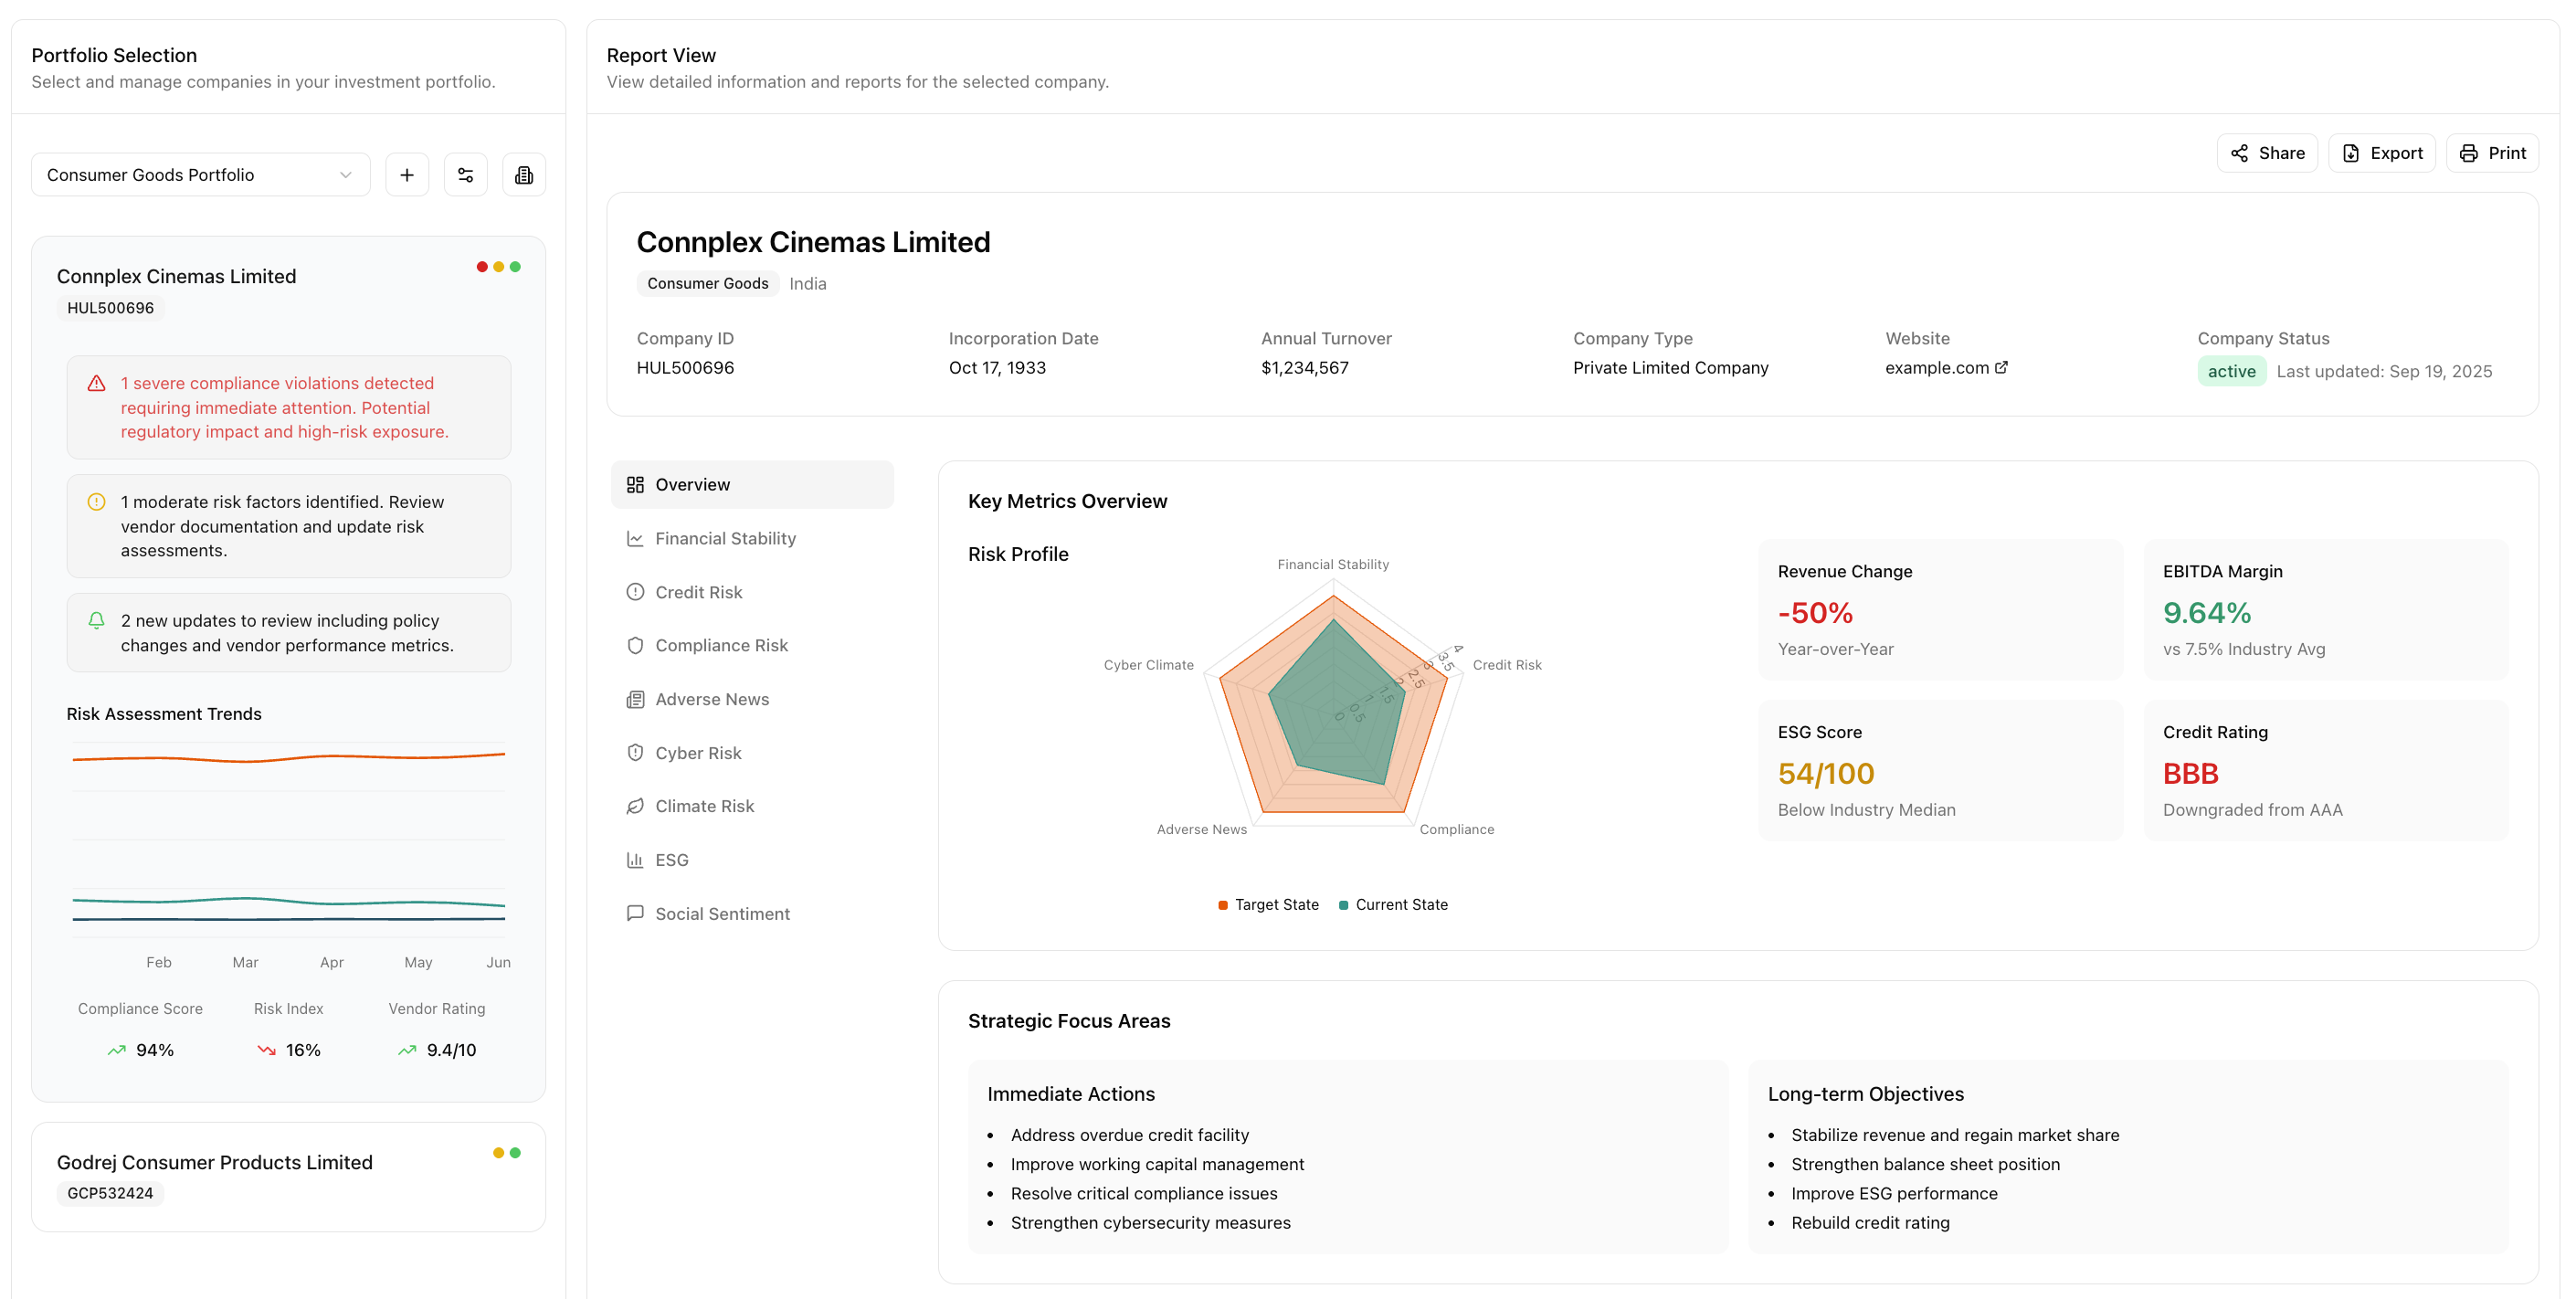 Portfolio Selection
Select and manage companies in your investment portfolio.
Consumer Goods Portfolio
Connplex Cinemas Limited
HUL500696
1 severe compliance violations detected
requiring immediate attention. Potential
regulatory impact and high-risk exposure.
1 moderate risk factors identified. Review
vendor documentation and update risk
assessments.
2 new updates to review including policy
changes and vendor performance metrics.
Risk Assessment Trends
Feb Mar Apr May Jun
Compliance Score Risk Index Vendor Rating
94% 16% 9.4/10
Godrej Consumer Products Limited
GCP532424
Report View
View detailed information and reports for the selected company.
Share Export Print
Connplex Cinemas Limited
Consumer Goods India
Company ID Incorporation Date Annual Turnover Company Type Website Company Status
HUL500696 Oct 17, 1933 $1,234,567 Private Limited Company example.com active Last updated: Sep 19, 2025
Overview
Financial Stability
Credit Risk
Compliance Risk
Adverse News
Cyber Risk
Climate Risk
ESG
Social Sentiment
Key Metrics Overview
Risk Profile
Financial Stability
Cyber Climate
Credit Risk
0 0.5 1 1.5 2 2.5 3 3.5 4
Adverse News
Compliance
Target State Current State
Revenue Change
-50%
Year-over-Year
EBITDA Margin
9.64%
vs 7.5% Industry Avg
ESG Score
54/100
Below Industry Median
Credit Rating
BBB
Downgraded from AAA
Strategic Focus Areas
Immediate Actions
• Address overdue credit facility
• Improve working capital management
• Resolve critical compliance issues
• Strengthen cybersecurity measures
Long-term Objectives
• Stabilize revenue and regain market share
• Strengthen balance sheet position
• Improve ESG performance
• Rebuild credit rating